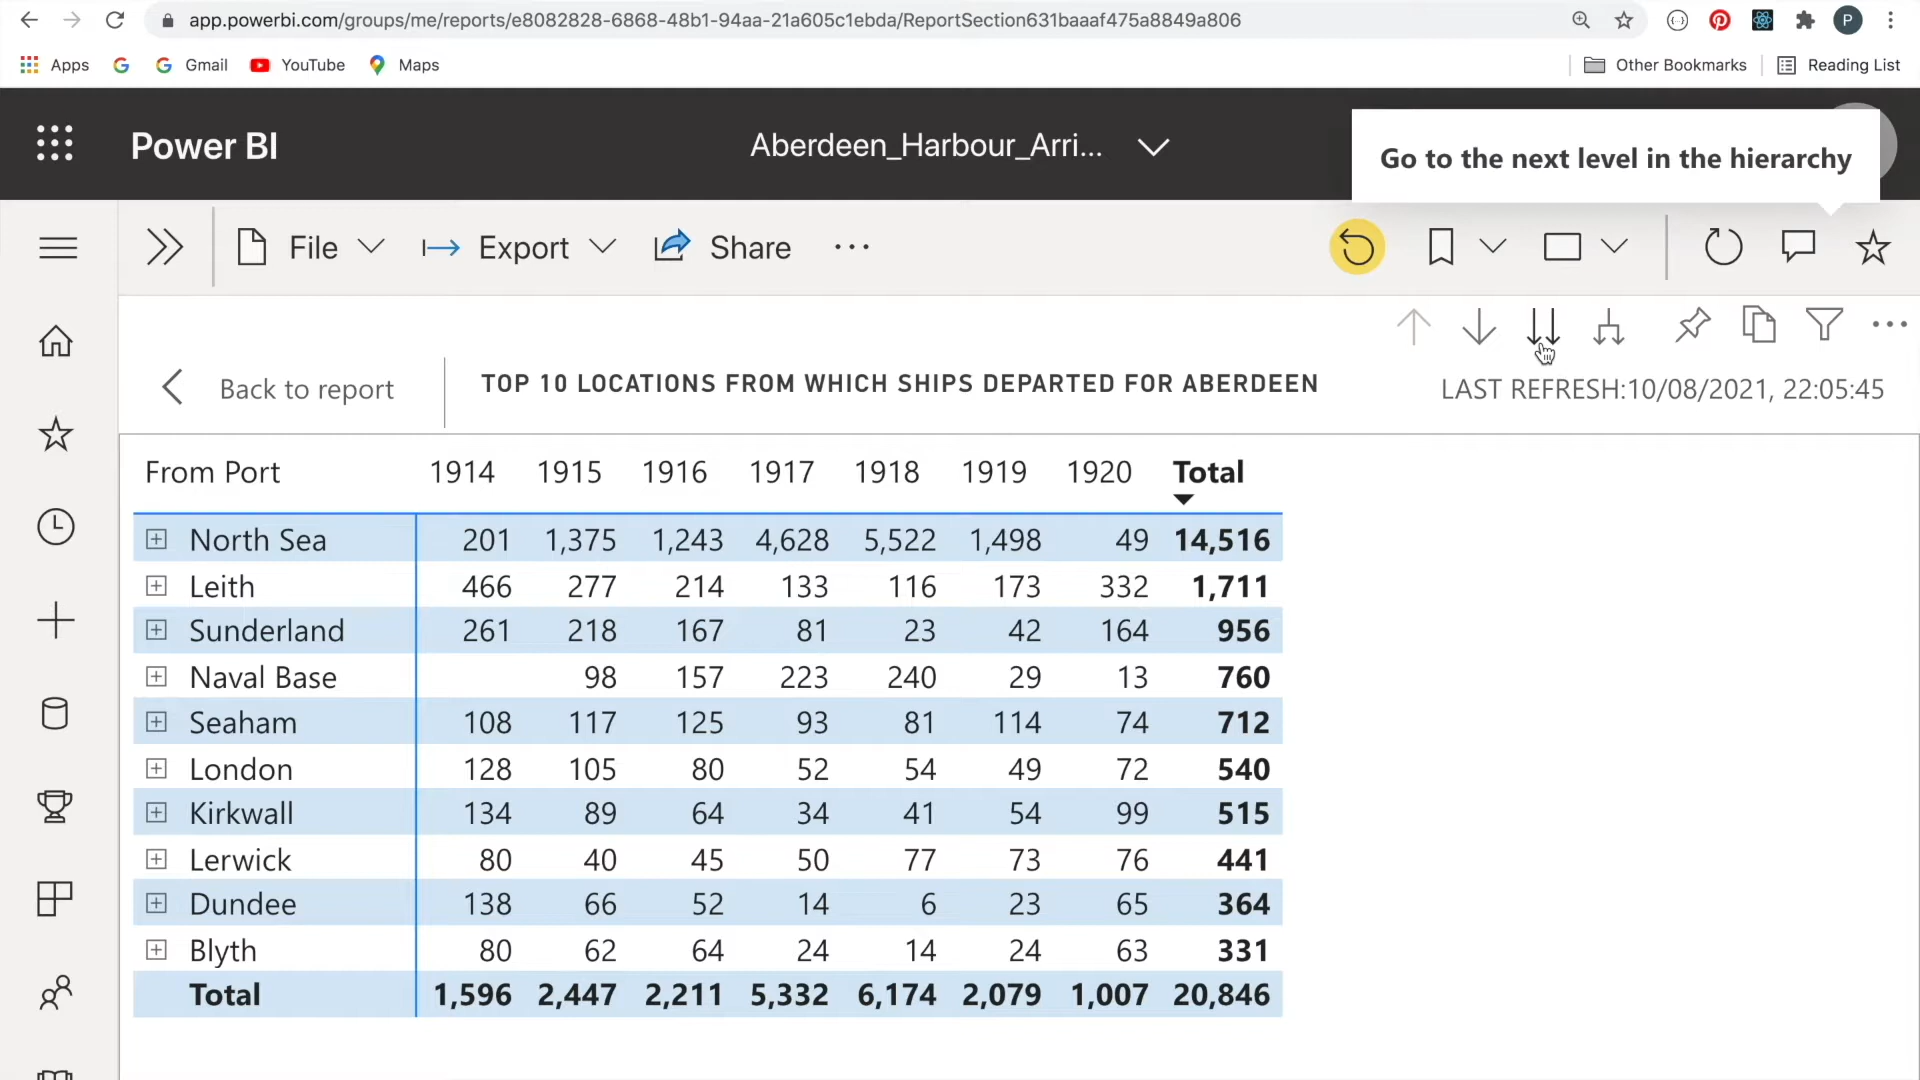 app.powerbi.com/groups/me/reports/e8082828-6868-48b1-94aa-21a605c1ebda/ReportSection631baaaf475a8849a806
P
Apps Gmail YouTube Maps Other Bookmarks Reading List
Power BI Aberdeen_Harbour_Arri... Go to the next level in the hierarchy
File Export Share
Back to report TOP 10 LOCATIONS FROM WHICH SHIPS DEPARTED FOR ABERDEEN LAST REFRESH:10/08/2021, 22:05:45
From Port 1914 1915 1916 1917 1918 1919 1920 Total
North Sea 201 1,375 1,243 4,628 5,522 1,498 49 14,516
Leith 466 277 214 133 116 173 332 1,711
Sunderland 261 218 167 81 23 42 164 956
Naval Base 98 157 223 240 29 13 760
Seaham 108 117 125 93 81 114 74 712
London 128 105 80 52 54 49 72 540
Kirkwall 134 89 64 34 41 54 99 515
Lerwick 80 40 45 50 77 73 76 441
Dundee 138 66 52 14 6 23 65 364
Blyth 80 62 64 24 14 24 63 331
Total 1,596 2,447 2,211 5,332 6,174 2,079 1,007 20,846